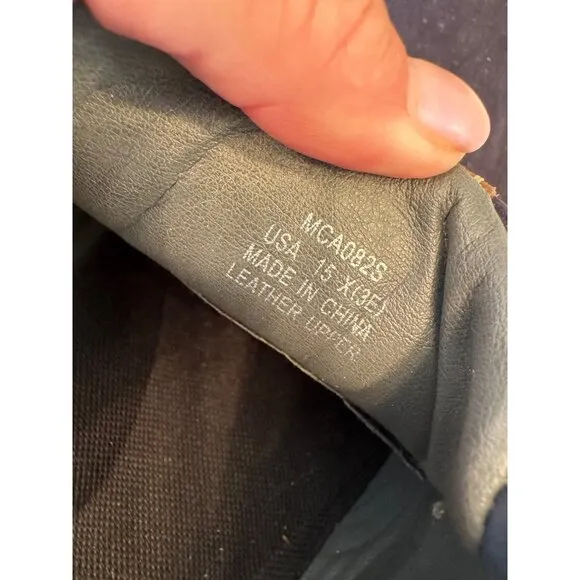 MCA082S
USA 15 X(3E)
MADE IN CHINA
LEATHER UPPER